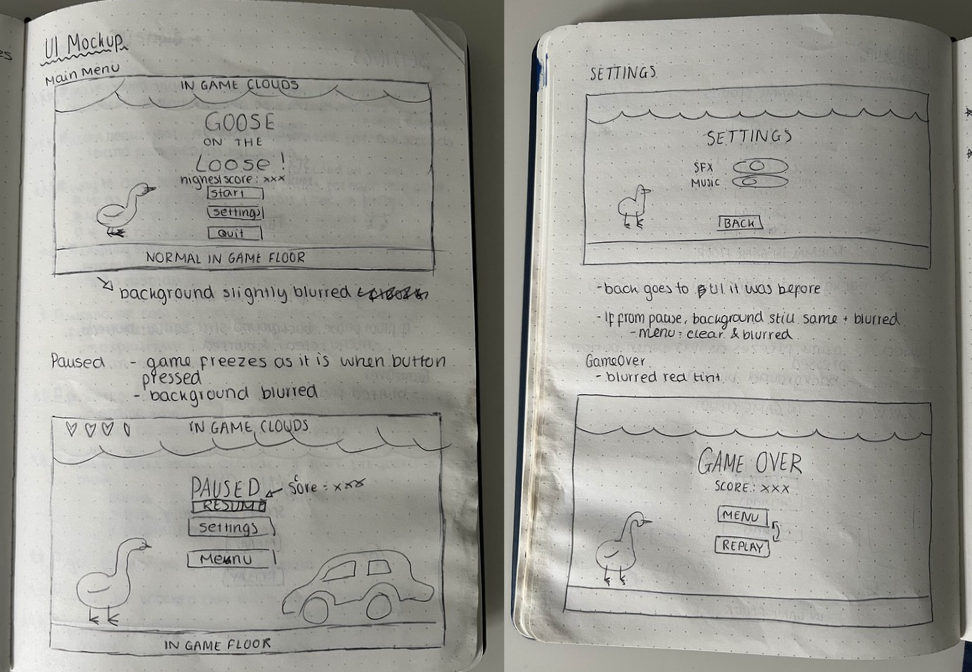 UI Mockup
Main Menu
IN GAME CLOUDS
GOOSE
ON THE
LOOSE!
highest score: xxx
start
settings
Quit
NORMAL IN GAME FLOOR
background slightly blurred
Paused - game freezes as it is when button
pressed
- background blurred
IN GAME CLOUDS
PAUSED
score: xxx
RESUME
settings
Menu
IN GAME FLOOR
SETTINGS
SETTINGS
SFX
MUSIC
BACK
- back goes to UI it was before
- If from pause, background still same + blurred
- menu: clear & blurred
GameOver
- blurred red tint
GAME OVER
SCORE: xxx
MENU
REPLAY